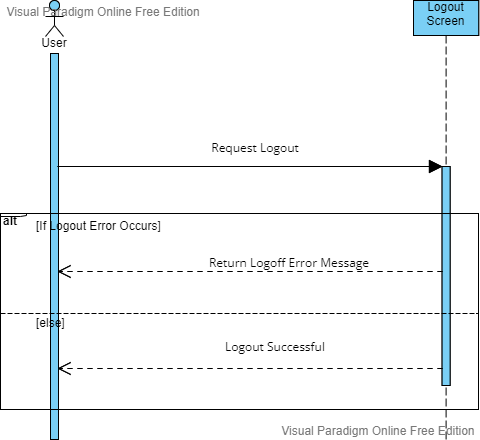 Visual Paradigm Online Free Edition
Logout
Screen
User
Request Logout
alt
[If Logout Error Occurs]
Return Logoff Error Message
[else]
Logout Successful
Visual Paradigm Online Free Edition